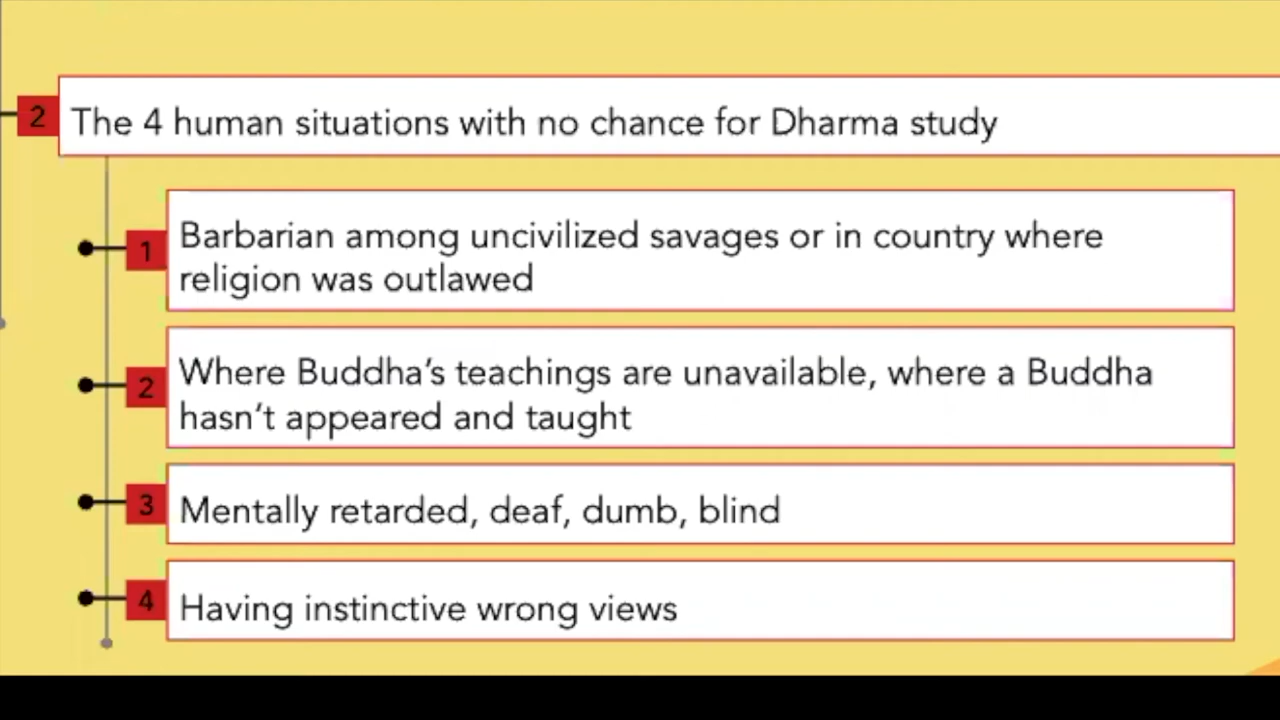 2 The 4 human situations with no chance for Dharma study
1 Barbarian among uncivilized savages or in country where
religion was outlawed
2 Where Buddha's teachings are unavailable, where a Buddha
hasn't appeared and taught
3 Mentally retarded, deaf, dumb, blind
4 Having instinctive wrong views